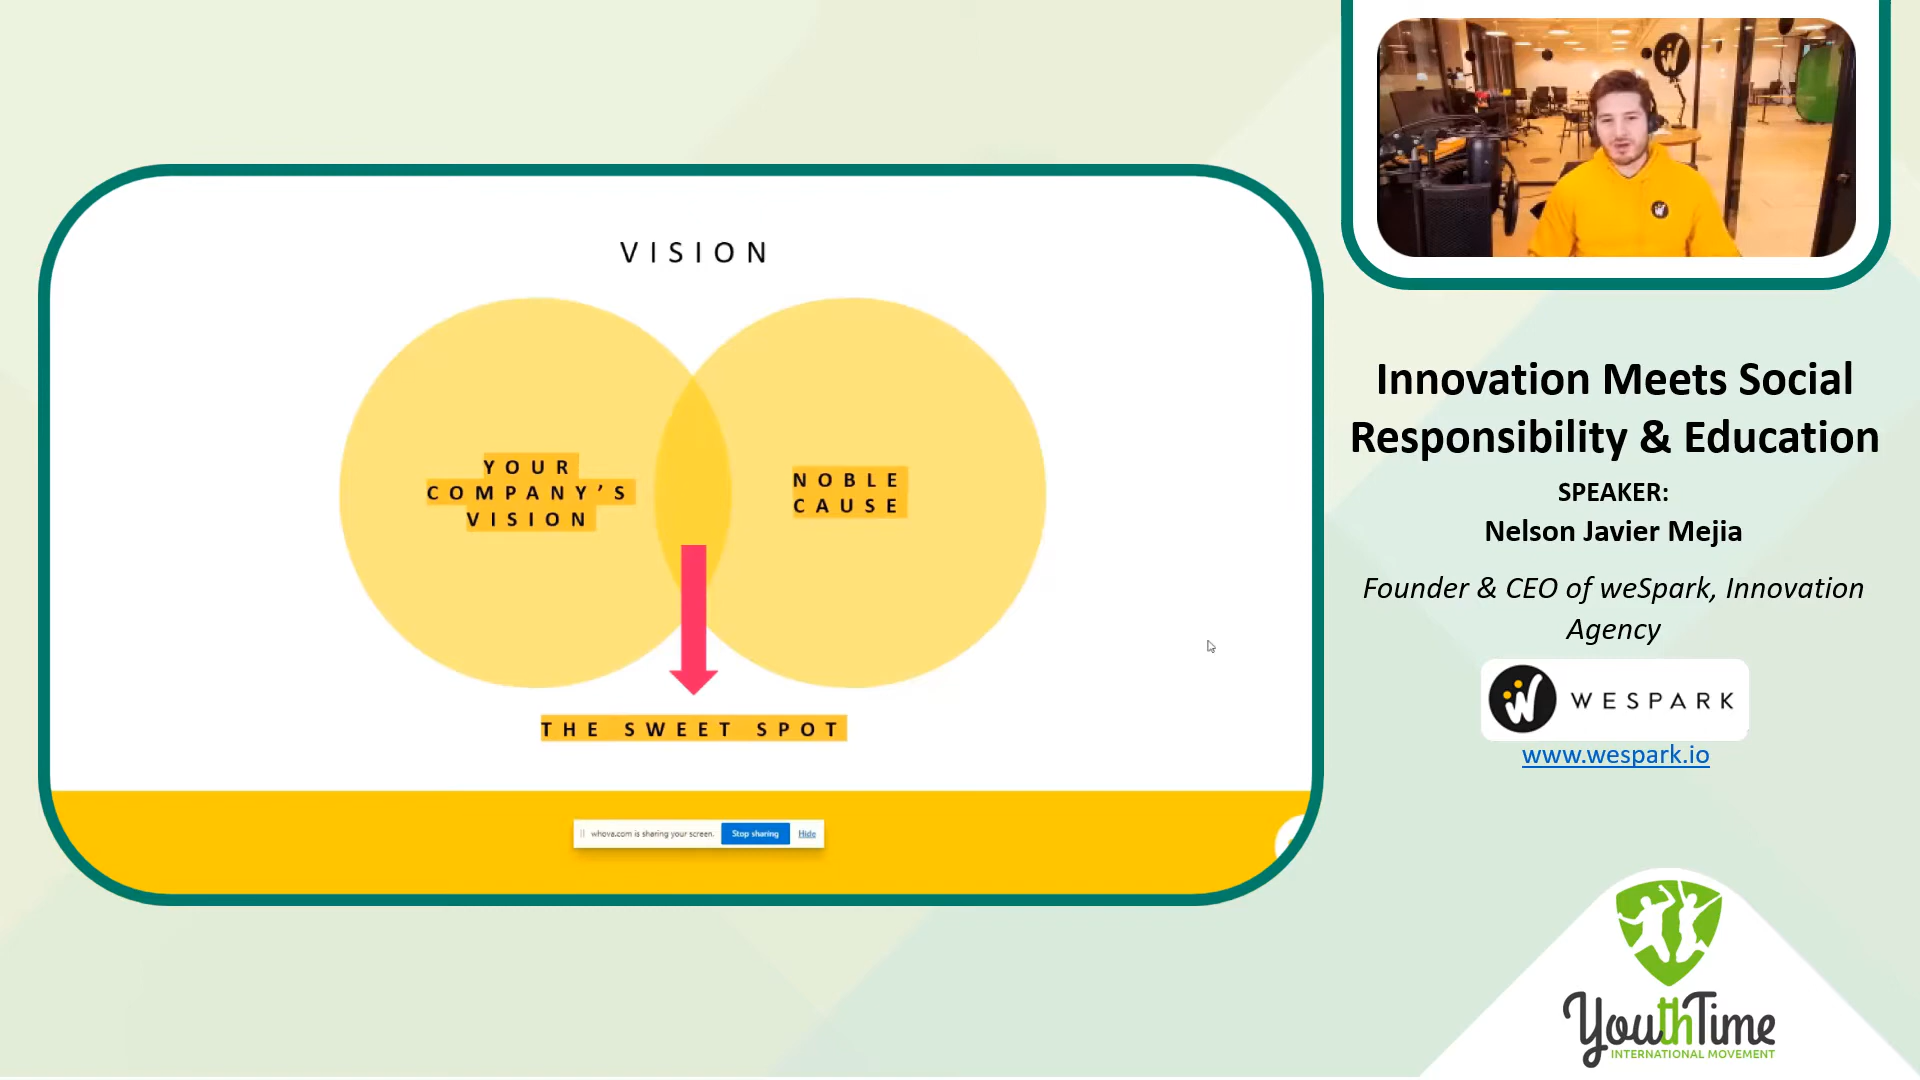 VISION
YOUR
COMPANY’S
VISION
NOBLE
CAUSE
THE SWEET SPOT
whova.com is sharing your screen.
Stop sharing
Hide
Innovation Meets Social
Responsibility & Education
SPEAKER:
Nelson Javier Mejia
Founder & CEO of weSpark, Innovation
Agency
WESPARK
www.wespark.io
YouthTime
INTERNATIONAL MOVEMENT